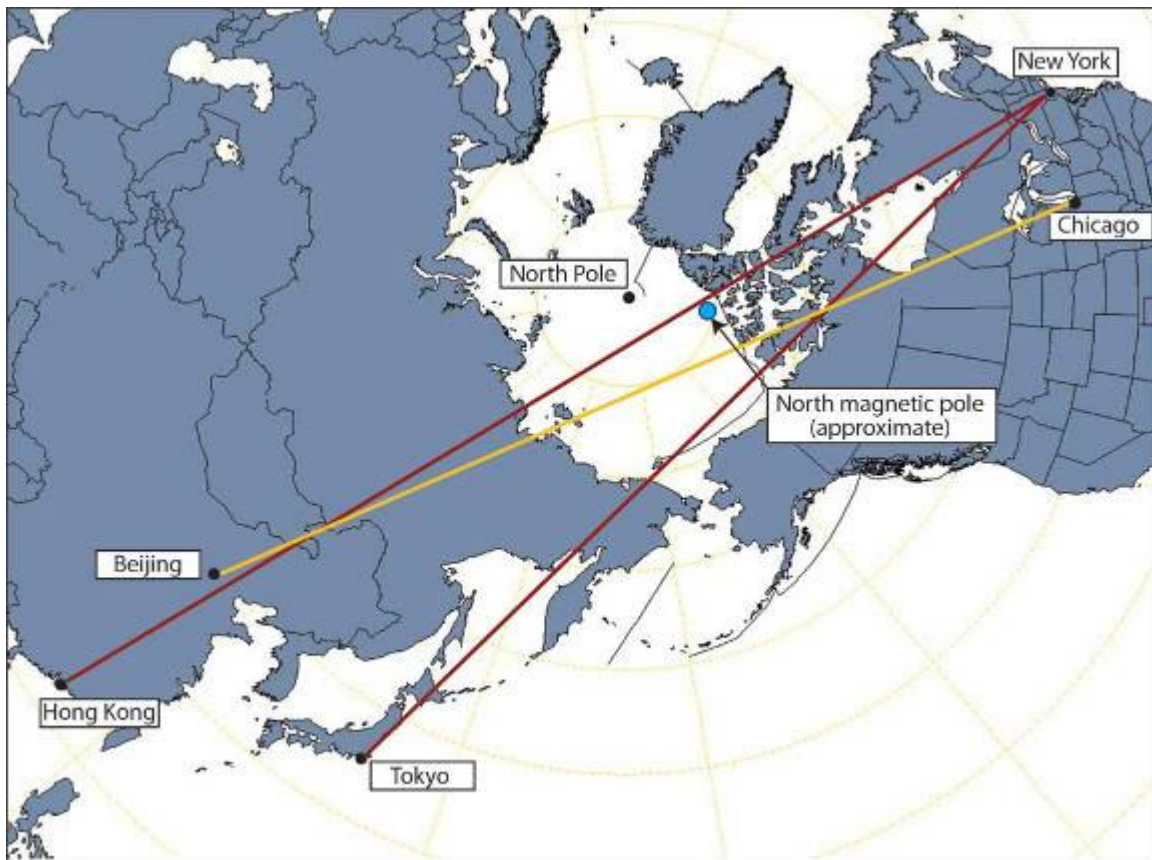 New York
Chicago
North Pole
North magnetic pole
(approximate)
Beijing
Hong Kong
Tokyo